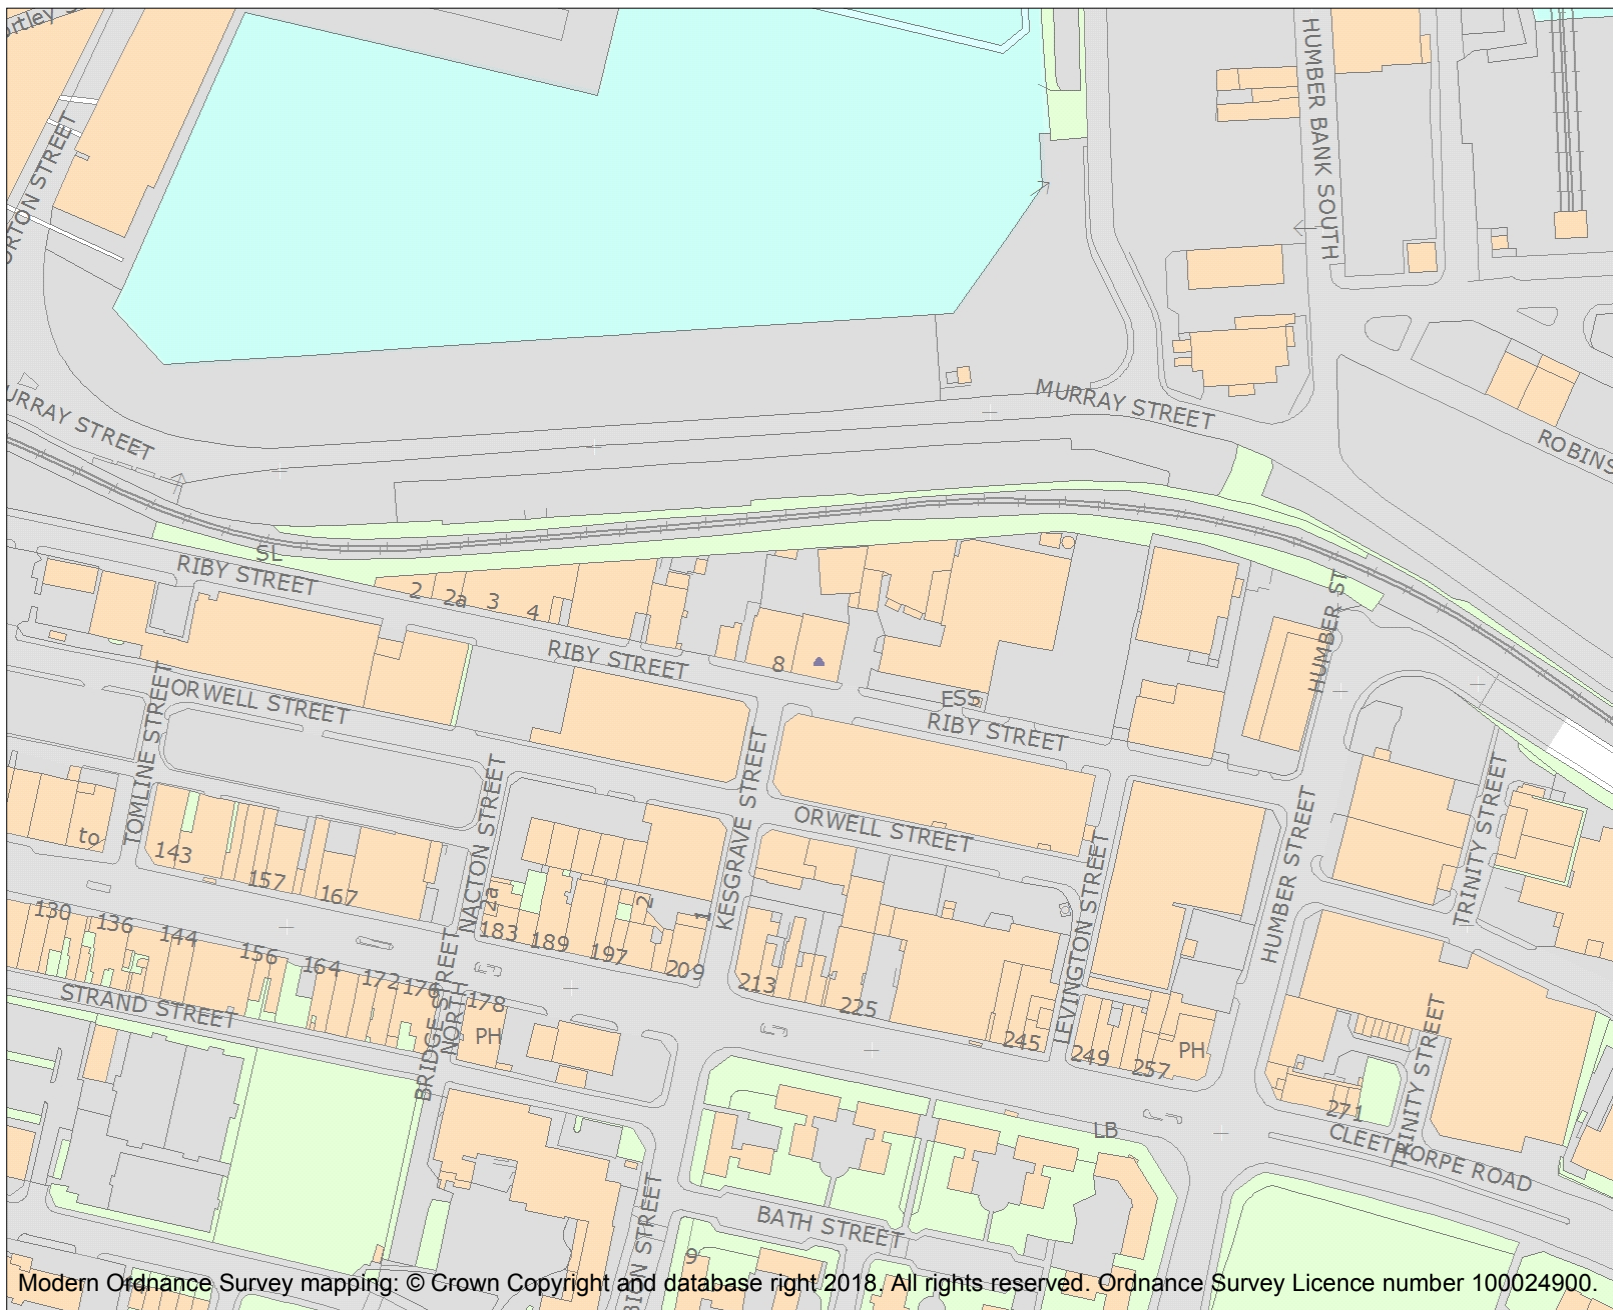 HUMBER BANK SOUTH
MURRAY STREET
ROBINS
URRAY STREET
SL
RIBY STREET
2
2a
3
4
RIBY STREET
8
ESS
RIBY STREET
HUMBER ST
ORWELL STREET
TOMLINE STREET
NACTON STREET
KESGRAVE STREET
ORWELL STREET
LEVINGTON STREET
HUMBER STREET
TRINITY STREET
to
143
157
167
2a
183
189
197
2
1
209
213
225
245
249
257
PH
130
136
144
156
164
172
176
178
PH
STRAND STREET
BRIDGE STREET
NORTH
271
TRINITY STREET
CLEETHORPE ROAD
LB
BATH STREET
9
Modern Ordnance Survey mapping: © Crown Copyright and database right 2018. All rights reserved. Ordnance Survey Licence number 100024900.